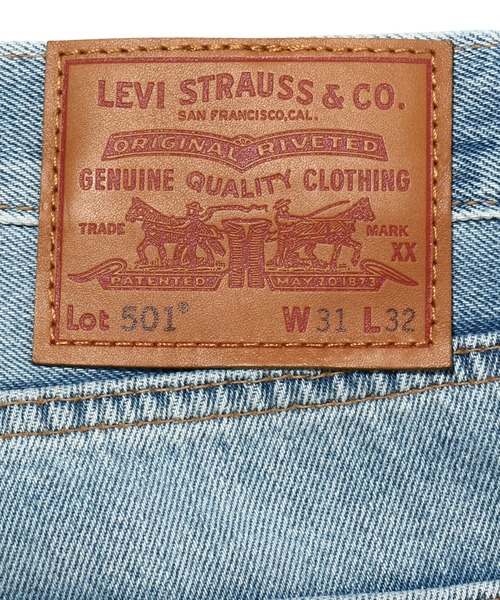 LEVI STRAUSS & CO.
SAN FRANCISCO, CAL.
ORIGINAL RIVETED
GENUINE QUALITY CLOTHING
TRADE MARK
XX
PATENTED MAY 20 1873
Lot 501® W 31 L 32